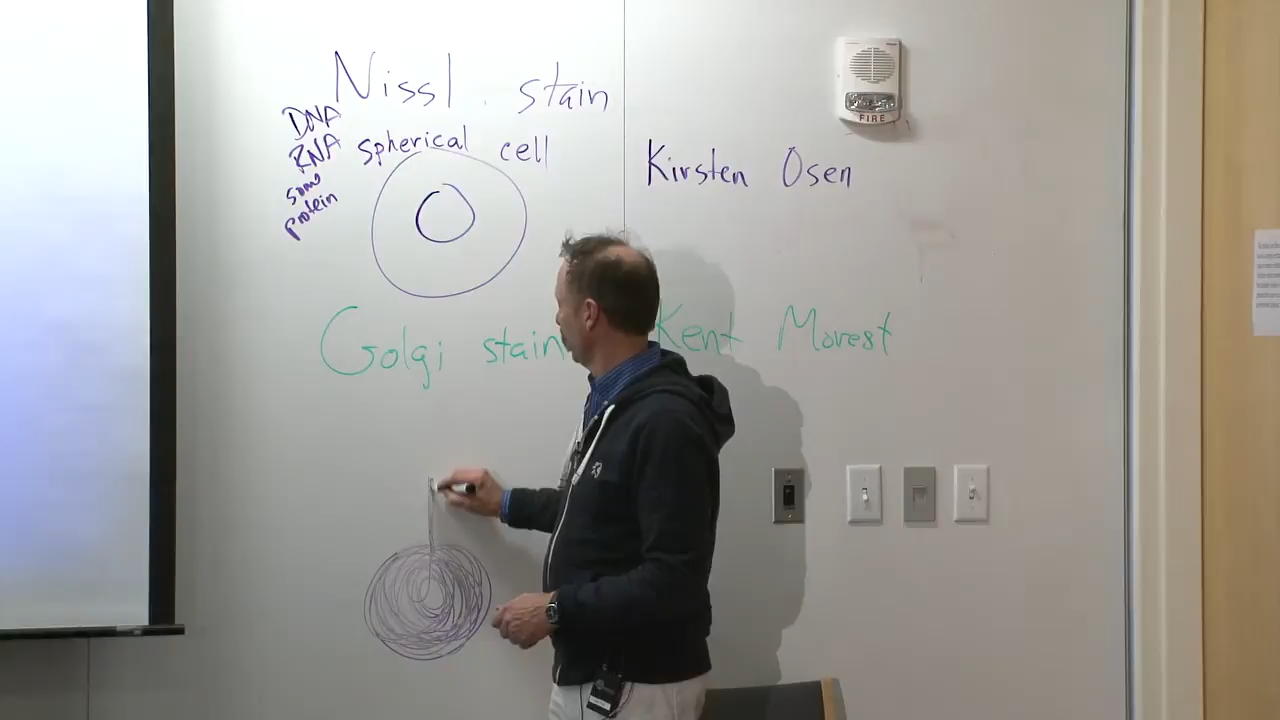 Nissl stain
DNA
RNA
some
protein
spherical cell
Kirsten Osen
Golgi stain Kent Morest
FIRE